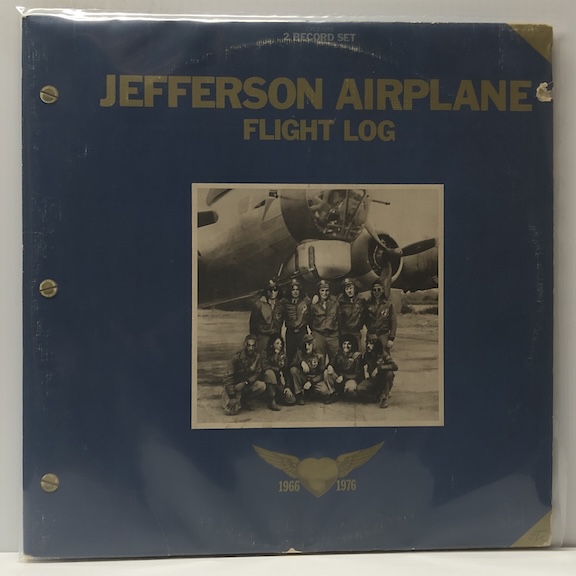 2 RECORD SET
JEFFERSON AIRPLANE
FLIGHT LOG
1966 1976